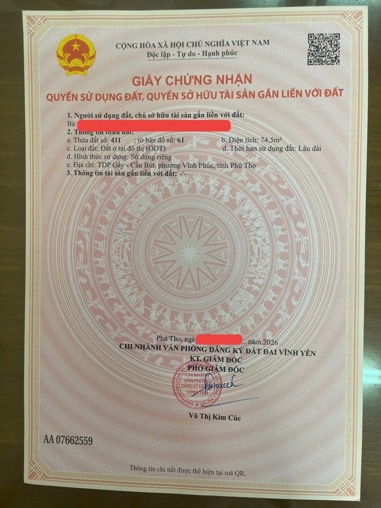 CỘNG HÒA XÃ HỘI CHỦ NGHĨA VIỆT NAM
Độc lập - Tự do - Hạnh phúc
GIẤY CHỨNG NHẬN
QUYỀN SỬ DỤNG ĐẤT, QUYỀN SỞ HỮU TÀI SẢN GẮN LIỀN VỚI ĐẤT
1. Người sử dụng đất, chủ sở hữu tài sản gắn liền với đất:
Bà:
2. Thông tin thửa đất:
a. Thửa đất số: 411 ; tờ bản đồ số: 61 b. Diện tích: 74,5m²
c. Loại đất: Đất ở tại đô thị (ODT) d. Thời hạn sử dụng đất: Lâu dài
đ. Hình thức sử dụng: Sử dụng riêng
e. Địa chỉ: TDP Gẩy - Cầu Bút, phường Vĩnh Phúc, tỉnh Phú Thọ
3. Thông tin tài sản gắn liền với đất: -/-
Phú Thọ, ngà năm 2026
CHI NHÁNH VĂN PHÒNG ĐĂNG KÝ ĐẤT ĐAI VĨNH YÊN
KT. GIÁM ĐỐC
PHÓ GIÁM ĐỐC
Vũ Thị Kim Cúc
AA 07662559
Thông tin chi tiết được thể hiện tại mã QR.